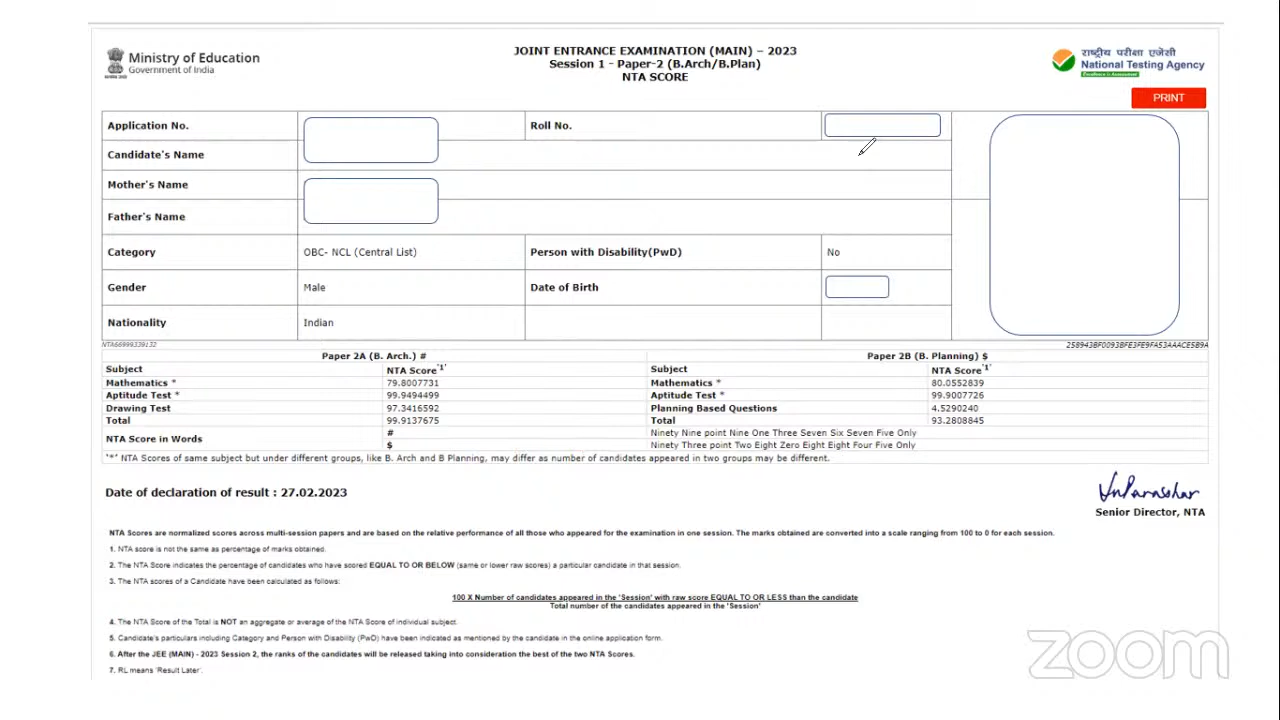 Ministry of Education
Government of India
JOINT ENTRANCE EXAMINATION (MAIN) – 2023
Session 1 - Paper-2 (B.Arch/B.Plan)
NTA SCORE
राष्ट्रीय परीक्षा एजेंसी
National Testing Agency
Excellence in Assessment
PRINT
Application No. Roll No.
Candidate's Name
Mother's Name
Father's Name
Category OBC- NCL (Central List) Person with Disability(PwD) No
Gender Male Date of Birth
Nationality Indian
Paper 2A (B. Arch.) # Paper 2B (B. Planning) $
Subject NTA Score'1' Subject NTA Score'1'
Mathematics * 79.8007731 Mathematics * 80.0552839
Aptitude Test * 99.9494499 Aptitude Test * 99.9007726
Drawing Test 97.3416592 Planning Based Questions 4.5290240
Total 99.9137675 Total 93.2808845
NTA Score in Words # Ninety Nine point Nine One Three Seven Six Seven Five Only
$ Ninety Three point Two Eight Zero Eight Eight Four Five Only
'*' NTA Scores of same subject but under different groups, like B. Arch and B Planning, may differ as number of candidates appeared in two groups may be different.
Date of declaration of result : 27.02.2023
Senior Director, NTA
NTA Scores are normalized scores across multi-session papers and are based on the relative performance of all those who appeared for the examination in one session. The marks obtained are converted into a scale ranging from 100 to 0 for each session.
1. NTA score is not the same as percentage of marks obtained.
2. The NTA Score indicates the percentage of candidates who have scored EQUAL TO OR BELOW (same or lower raw scores) a particular candidate in that session.
3. The NTA scores of a Candidate have been calculated as follows:
100 X Number of candidates appeared in the 'Session' with raw score EQUAL TO OR LESS than the candidate
Total number of the candidates appeared in the 'Session'
4. The NTA Score of the Total is NOT an aggregate or average of the NTA Score of individual subject.
5. Candidate's particulars including Category and Person with Disability (PwD) have been indicated as mentioned by the candidate in the online application form.
6. After the JEE (MAIN) - 2023 Session 2, the ranks of the candidates will be released taking into consideration the best of the two NTA Scores.
7. RL means 'Result Later'.
zoom